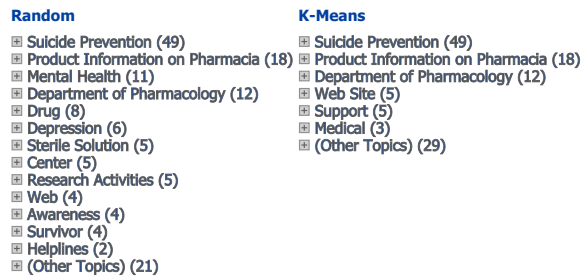 Random
Suicide Prevention (49)
Product Information on Pharmacia (18)
Mental Health (11)
Department of Pharmacology (12)
Drug (8)
Depression (6)
Sterile Solution (5)
Center (5)
Research Activities (5)
Web (4)
Awareness (4)
Survivor (4)
Helplines (2)
(Other Topics) (21)
K-Means
Suicide Prevention (49)
Product Information on Pharmacia (18)
Department of Pharmacology (12)
Web Site (5)
Support (5)
Medical (3)
(Other Topics) (29)